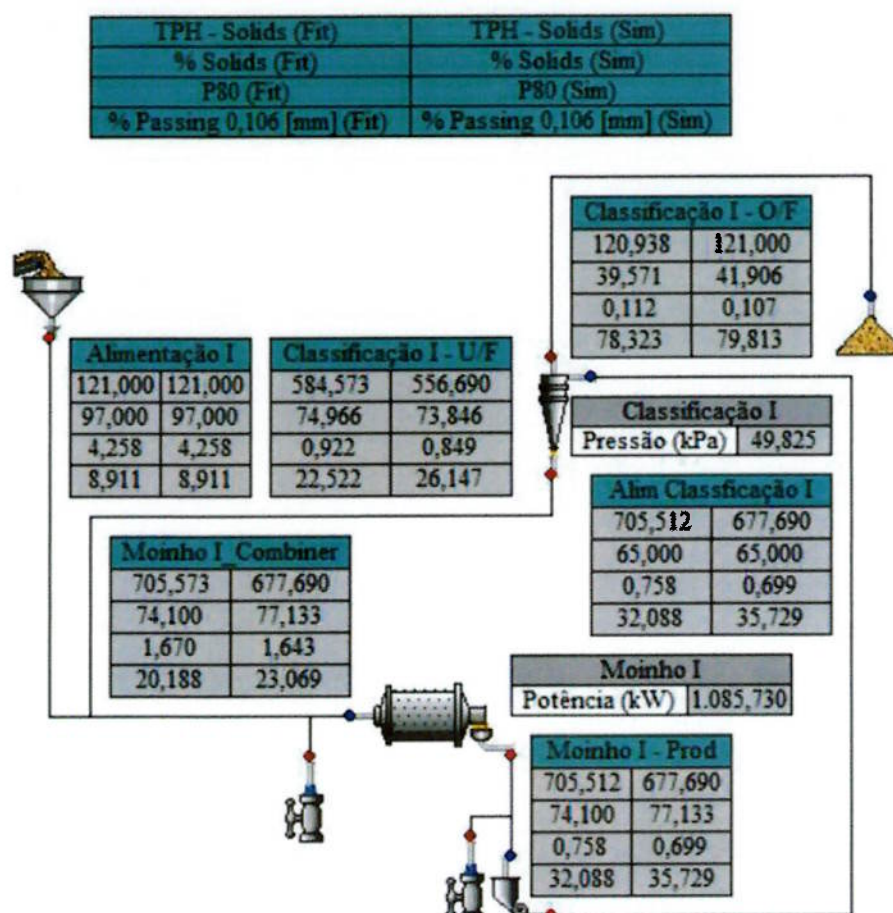 TPH - Solids (Fit) TPH - Solids (Sim)
% Solids (Fit) % Solids (Sim)
P80 (Fit) P80 (Sim)
% Passing 0,106 [mm] (Fit) % Passing 0,106 [mm] (Sim)
Classificação I - O/F
120,938 121,000
39,571 41,906
0,112 0,107
78,323 79,813
Alimentação I
121,000 121,000
97,000 97,000
4,258 4,258
8,911 8,911
Classificação I - U/F
584,573 556,690
74,966 73,846
0,922 0,849
22,522 26,147
Classificação I
Pressão (kPa) 49,825
Alim Classficação I
705,512 677,690
65,000 65,000
0,758 0,699
32,088 35,729
Moinho I_Combiner
705,573 677,690
74,100 77,133
1,670 1,643
20,188 23,069
Moinho I
Potência (kW) 1.085,730
Moinho I - Prod
705,512 677,690
74,100 77,133
0,758 0,699
32,088 35,729